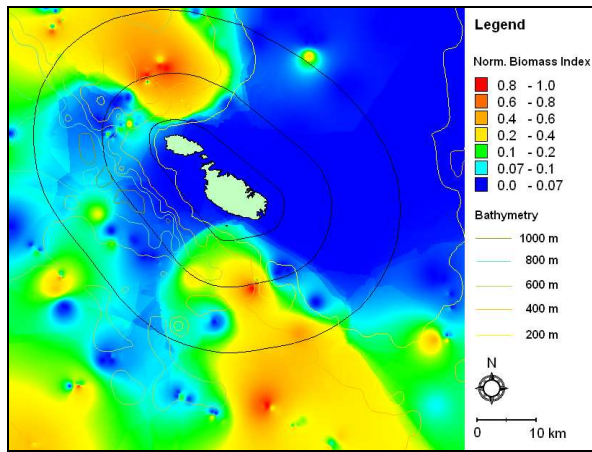 Legend
Norm. Biomass Index
0.8 - 1.0
0.6 - 0.8
0.4 - 0.6
0.2 - 0.4
0.1 - 0.2
0.07 - 0.1
0.0 - 0.07
Bathymetry
1000 m
800 m
600 m
400 m
200 m
N
0 10 km